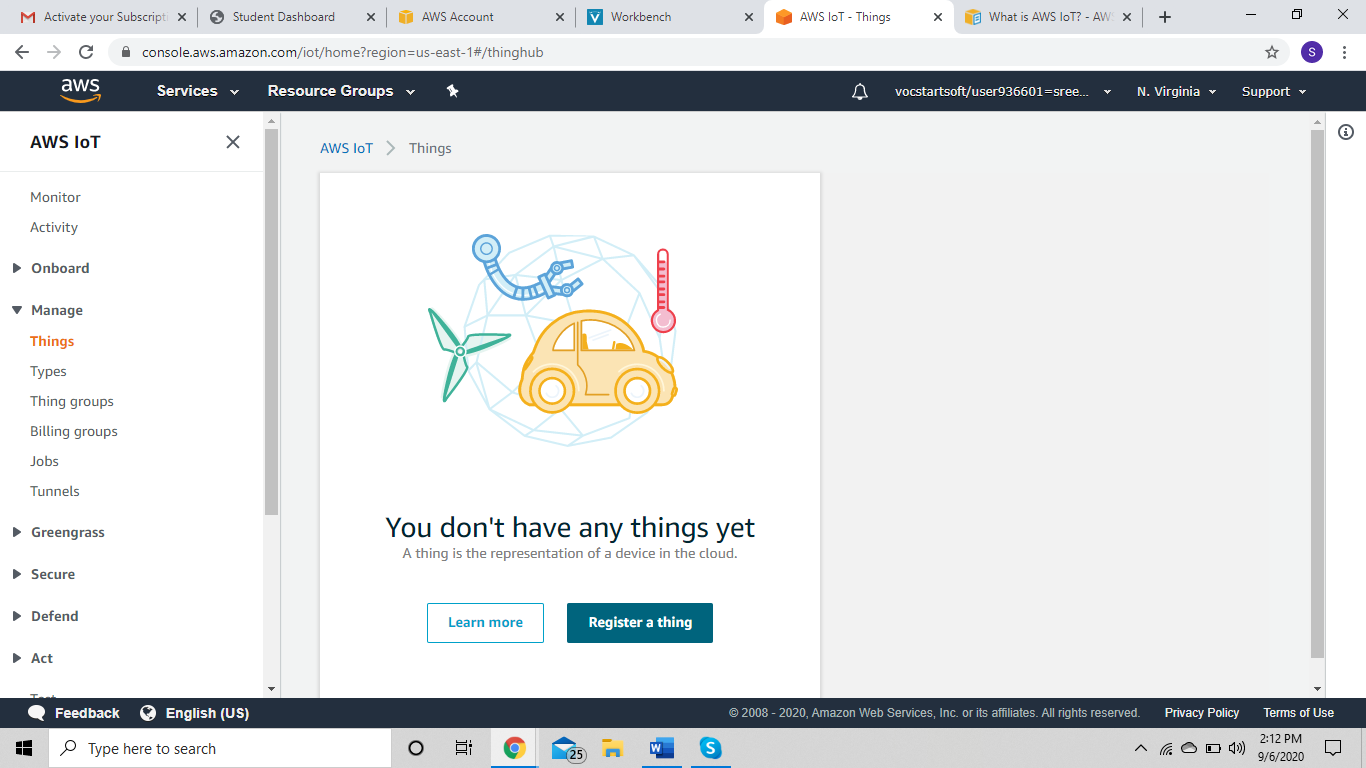 Activate your Subscripti
Student Dashboard
AWS Account
Workbench
AWS IoT - Things
What is AWS IoT? - AWS
console.aws.amazon.com/iot/home?region=us-east-1#/thinghub
S
aws
Services
Resource Groups
vocstartsoft/user936601=sree...
N. Virginia
Support
AWS IoT
Monitor
Activity
Onboard
Manage
Things
Types
Thing groups
Billing groups
Jobs
Tunnels
Greengrass
Secure
Defend
Act
Test
AWS IoT
Things
You don't have any things yet
A thing is the representation of a device in the cloud.
Learn more
Register a thing
Feedback
English (US)
© 2008 - 2020, Amazon Web Services, Inc. or its affiliates. All rights reserved.
Privacy Policy
Terms of Use
Type here to search
25
2:12 PM
9/6/2020